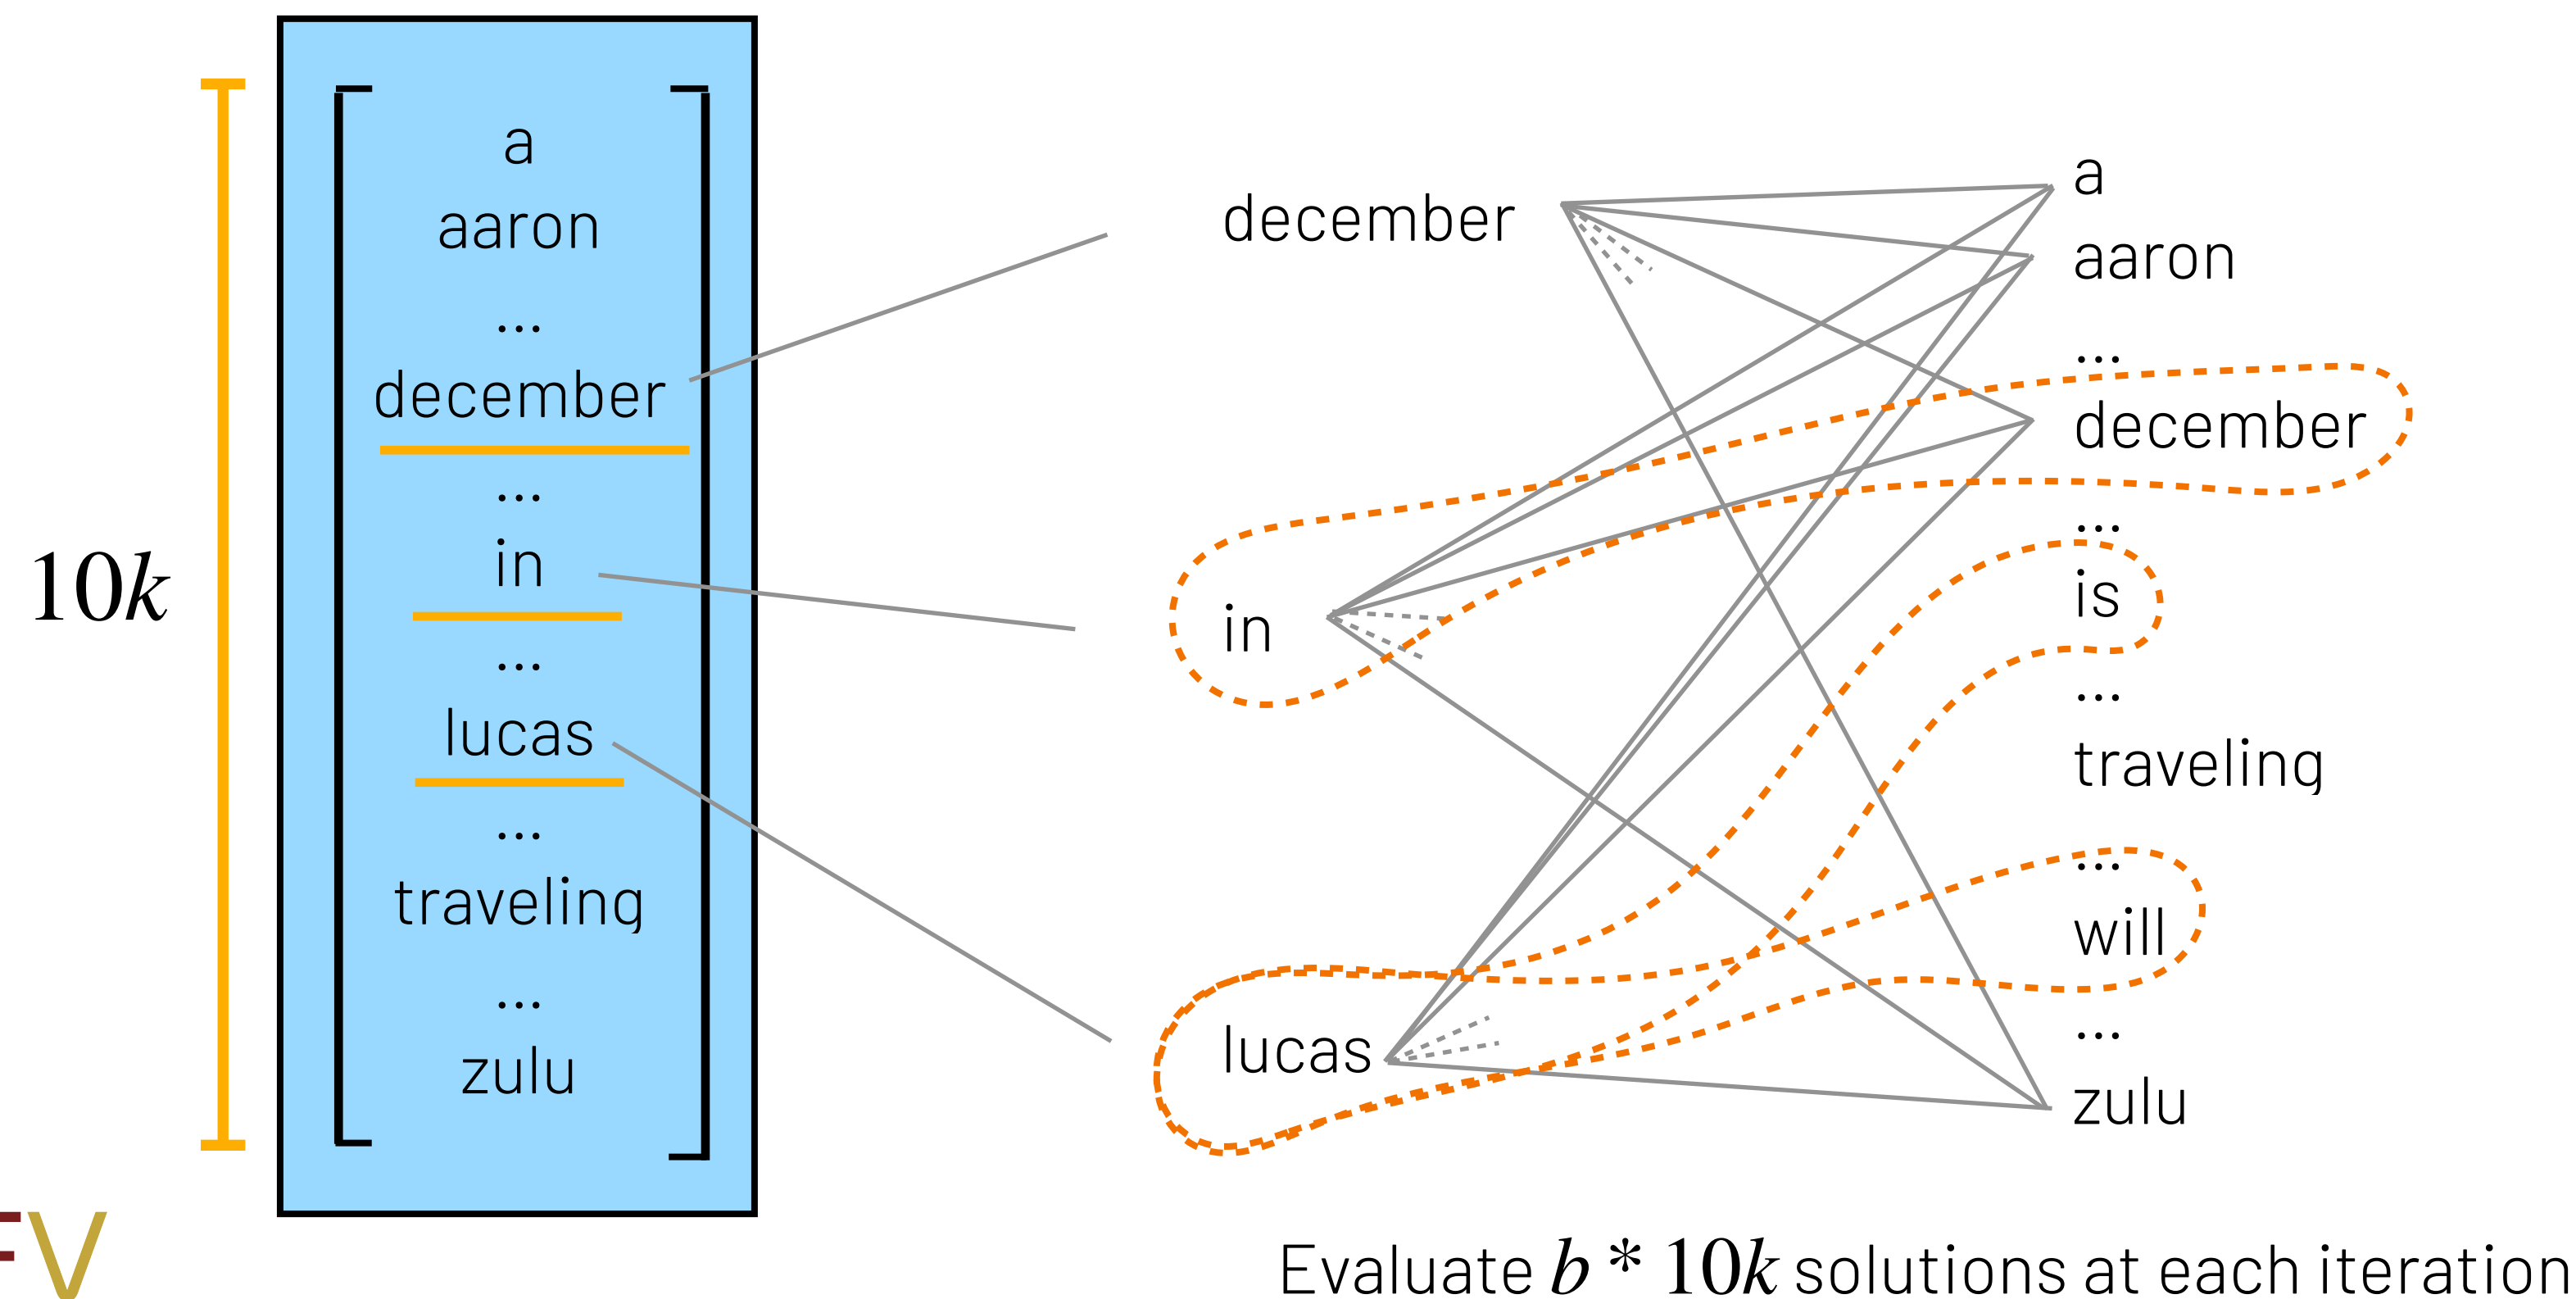 10k
a
aaron
...
december
...
in
...
lucas
...
traveling
...
zulu
december
in
lucas
a
aaron
...
december
...
is
...
traveling
...
will
...
zulu
Evaluate b * 10k solutions at each iteration
FV